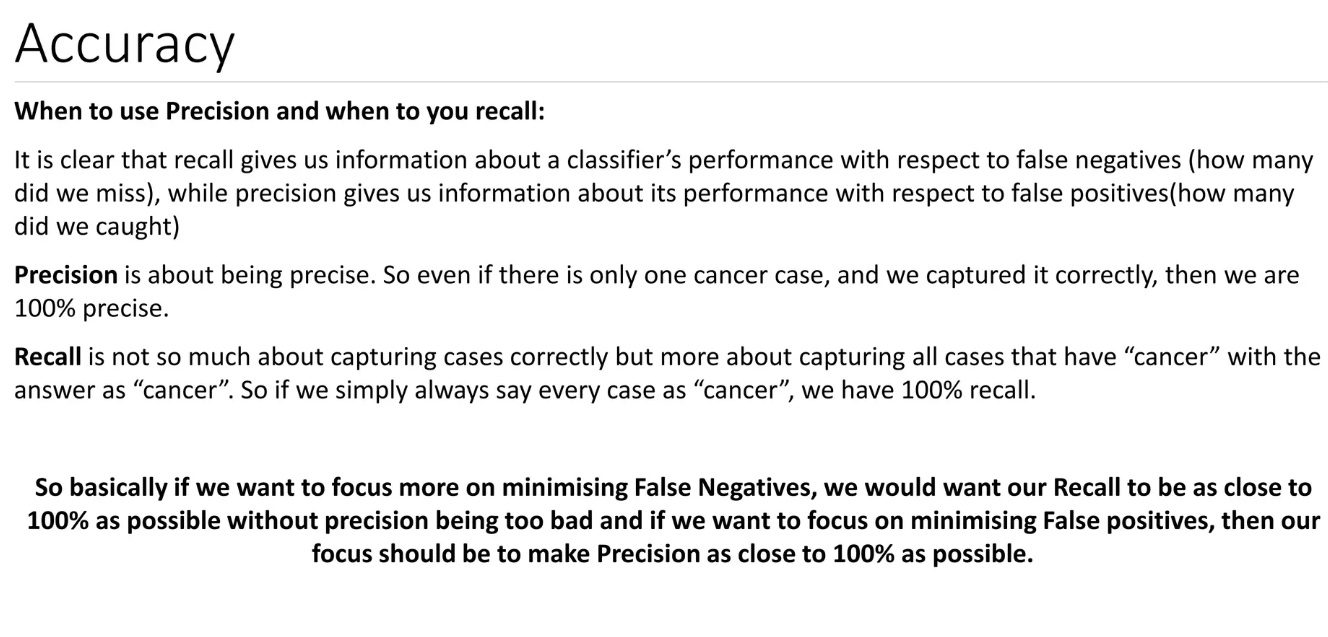 Accuracy
When to use Precision and when to you recall:
It is clear that recall gives us information about a classifier’s performance with respect to false negatives (how many
did we miss), while precision gives us information about its performance with respect to false positives(how many
did we caught)
Precision is about being precise. So even if there is only one cancer case, and we captured it correctly, then we are
100% precise.
Recall is not so much about capturing cases correctly but more about capturing all cases that have “cancer” with the
answer as “cancer”. So if we simply always say every case as “cancer”, we have 100% recall.
So basically if we want to focus more on minimising False Negatives, we would want our Recall to be as close to
100% as possible without precision being too bad and if we want to focus on minimising False positives, then our
focus should be to make Precision as close to 100% as possible.